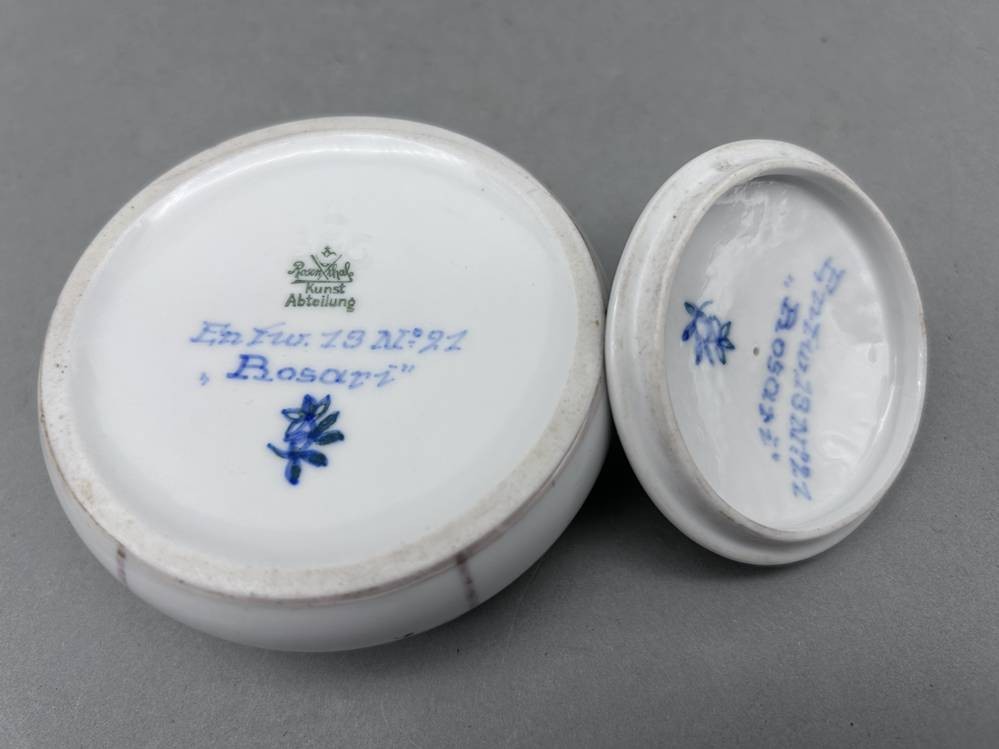 Rosenthal
Kunst
Abteilung
Entw. 13 Nº. 21
„Rosari"
Entw. 13 Nº 21
„Rosari"